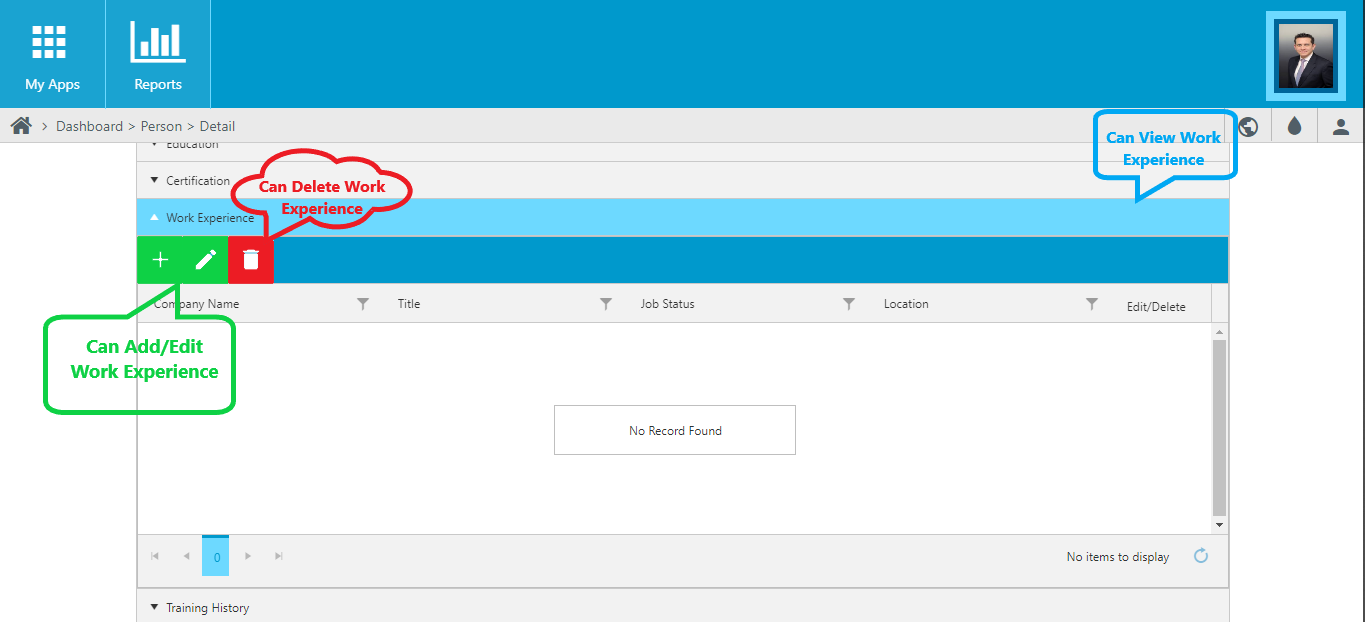 My Apps
Reports
Dashboard > Person > Detail
Education
Can View Work
Experience
Certification
Can Delete Work
Experience
Work Experience
Company Name
Title
Job Status
Location
Edit/Delete
Can Add/Edit
Work Experience
No Record Found
0
No items to display
Training History